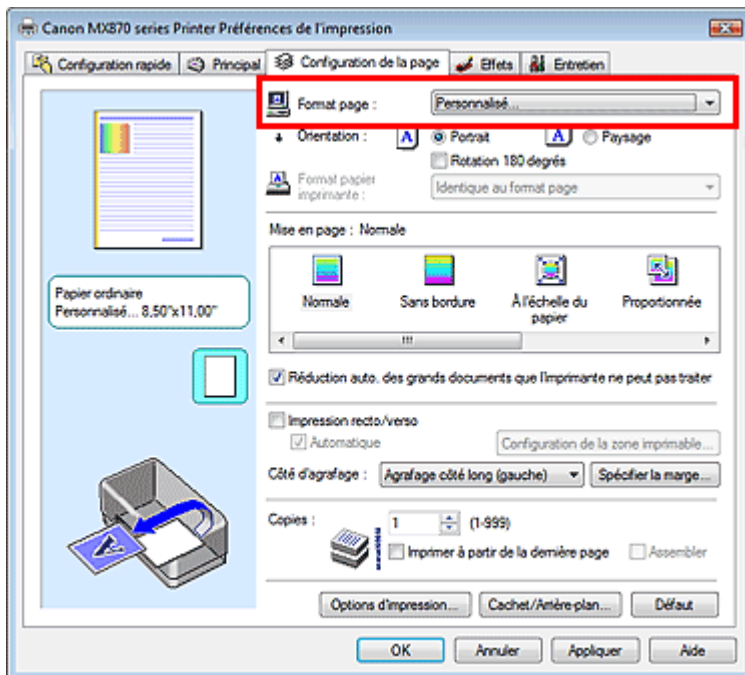 Canon MX870 series Printer Préférences de l'impression
Configuration rapide Principal Configuration de la page Effets Entretien
Format page : Personnalisé...
Orientation : A Portrait A Paysage
Rotation 180 degrés
Format papier imprimante : Identique au format page
Mise en page : Normale
Normale Sans bordure À l'échelle du papier Proportionnée
Papier ordinaire
Personnalisé... 8,50"x11,00"
Réduction auto. des grands documents que l'imprimante ne peut pas traiter
Impression recto/verso
Automatique Configuration de la zone imprimable...
Côté d'agrafage : Agrafage côté long (gauche) Spécifier la marge...
Copies : 1 (1-999)
Imprimer à partir de la dernière page Assembler
Options d'impression... Cachet/Arrière-plan... Défaut
OK Annuler Appliquer Aide